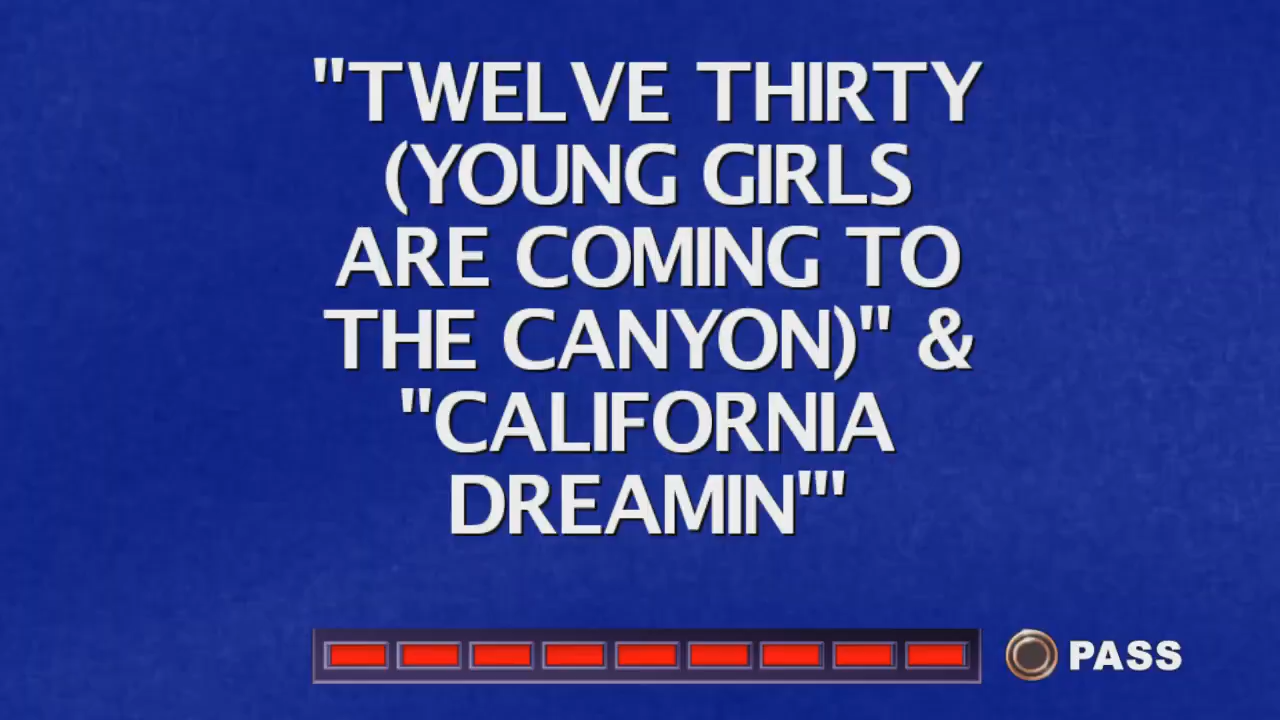 "TWELVE THIRTY
(YOUNG GIRLS
ARE COMING TO
THE CANYON)" &
"CALIFORNIA
DREAMIN'"
PASS